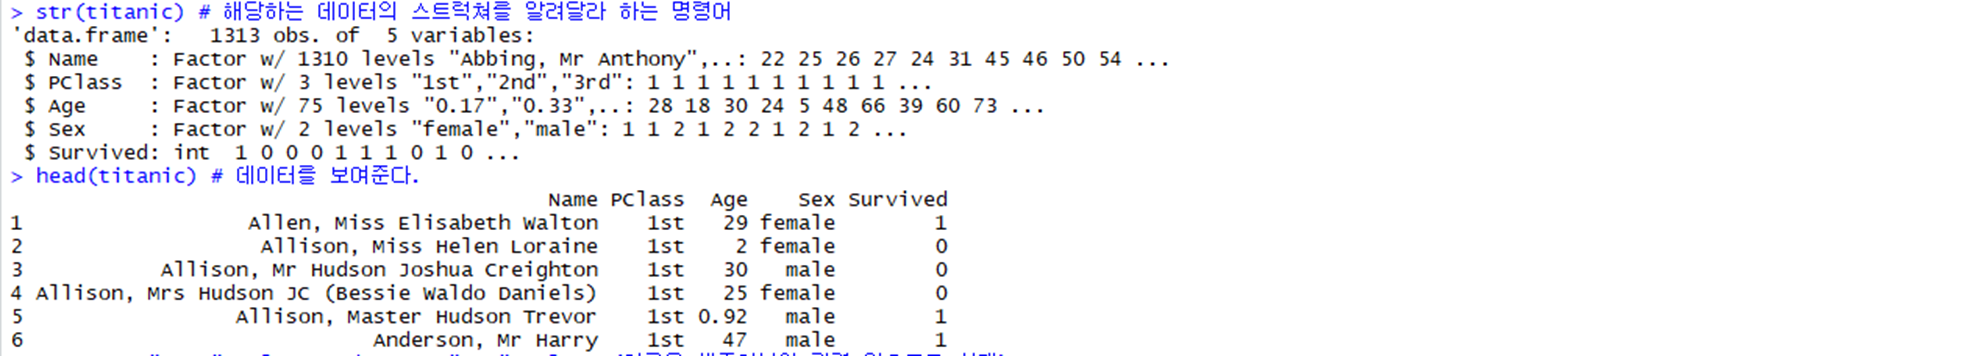 > str(titanic) # 해당하는 데이터의 스트럭쳐를 알려달라 하는 명령어
'data.frame':   1313 obs. of  5 variables:
 $ Name    : Factor w/ 1310 levels "Abbing, Mr Anthony",..: 22 25 26 27 24 31 45 46 50 54 ...
 $ PClass  : Factor w/ 3 levels "1st","2nd","3rd": 1 1 1 1 1 1 1 1 1 1 ...
 $ Age     : Factor w/ 75 levels "0.17","0.33",..: 28 18 30 24 5 48 66 39 60 73 ...
 $ Sex     : Factor w/ 2 levels "female","male": 1 1 2 1 2 2 1 2 1 2 ...
 $ Survived: int  1 0 0 0 1 1 1 0 1 0 ...
> head(titanic) # 데이터를 보여준다.
                                           Name PClass  Age    Sex Survived
1                   Allen, Miss Elisabeth Walton    1st   29 female        1
2                    Allison, Miss Helen Loraine    1st    2 female        0
3            Allison, Mr Hudson Joshua Creighton    1st   30   male        0
4 Allison, Mrs Hudson JC (Bessie Waldo Daniels)    1st   25 female        0
5                  Allison, Master Hudson Trevor    1st 0.92   male        1
6                             Anderson, Mr Harry    1st   47   male        1